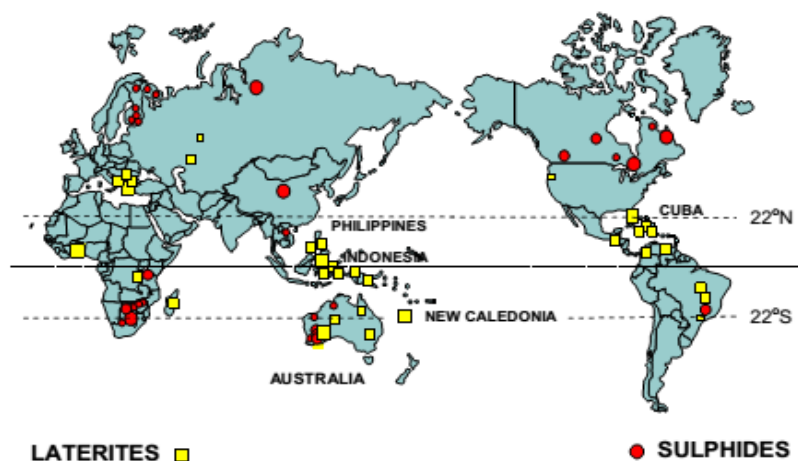 CUBA
22°N
PHILIPPINES
INDONESIA
NEW CALEDONIA
22°S
AUSTRALIA
LATERITES
SULPHIDES